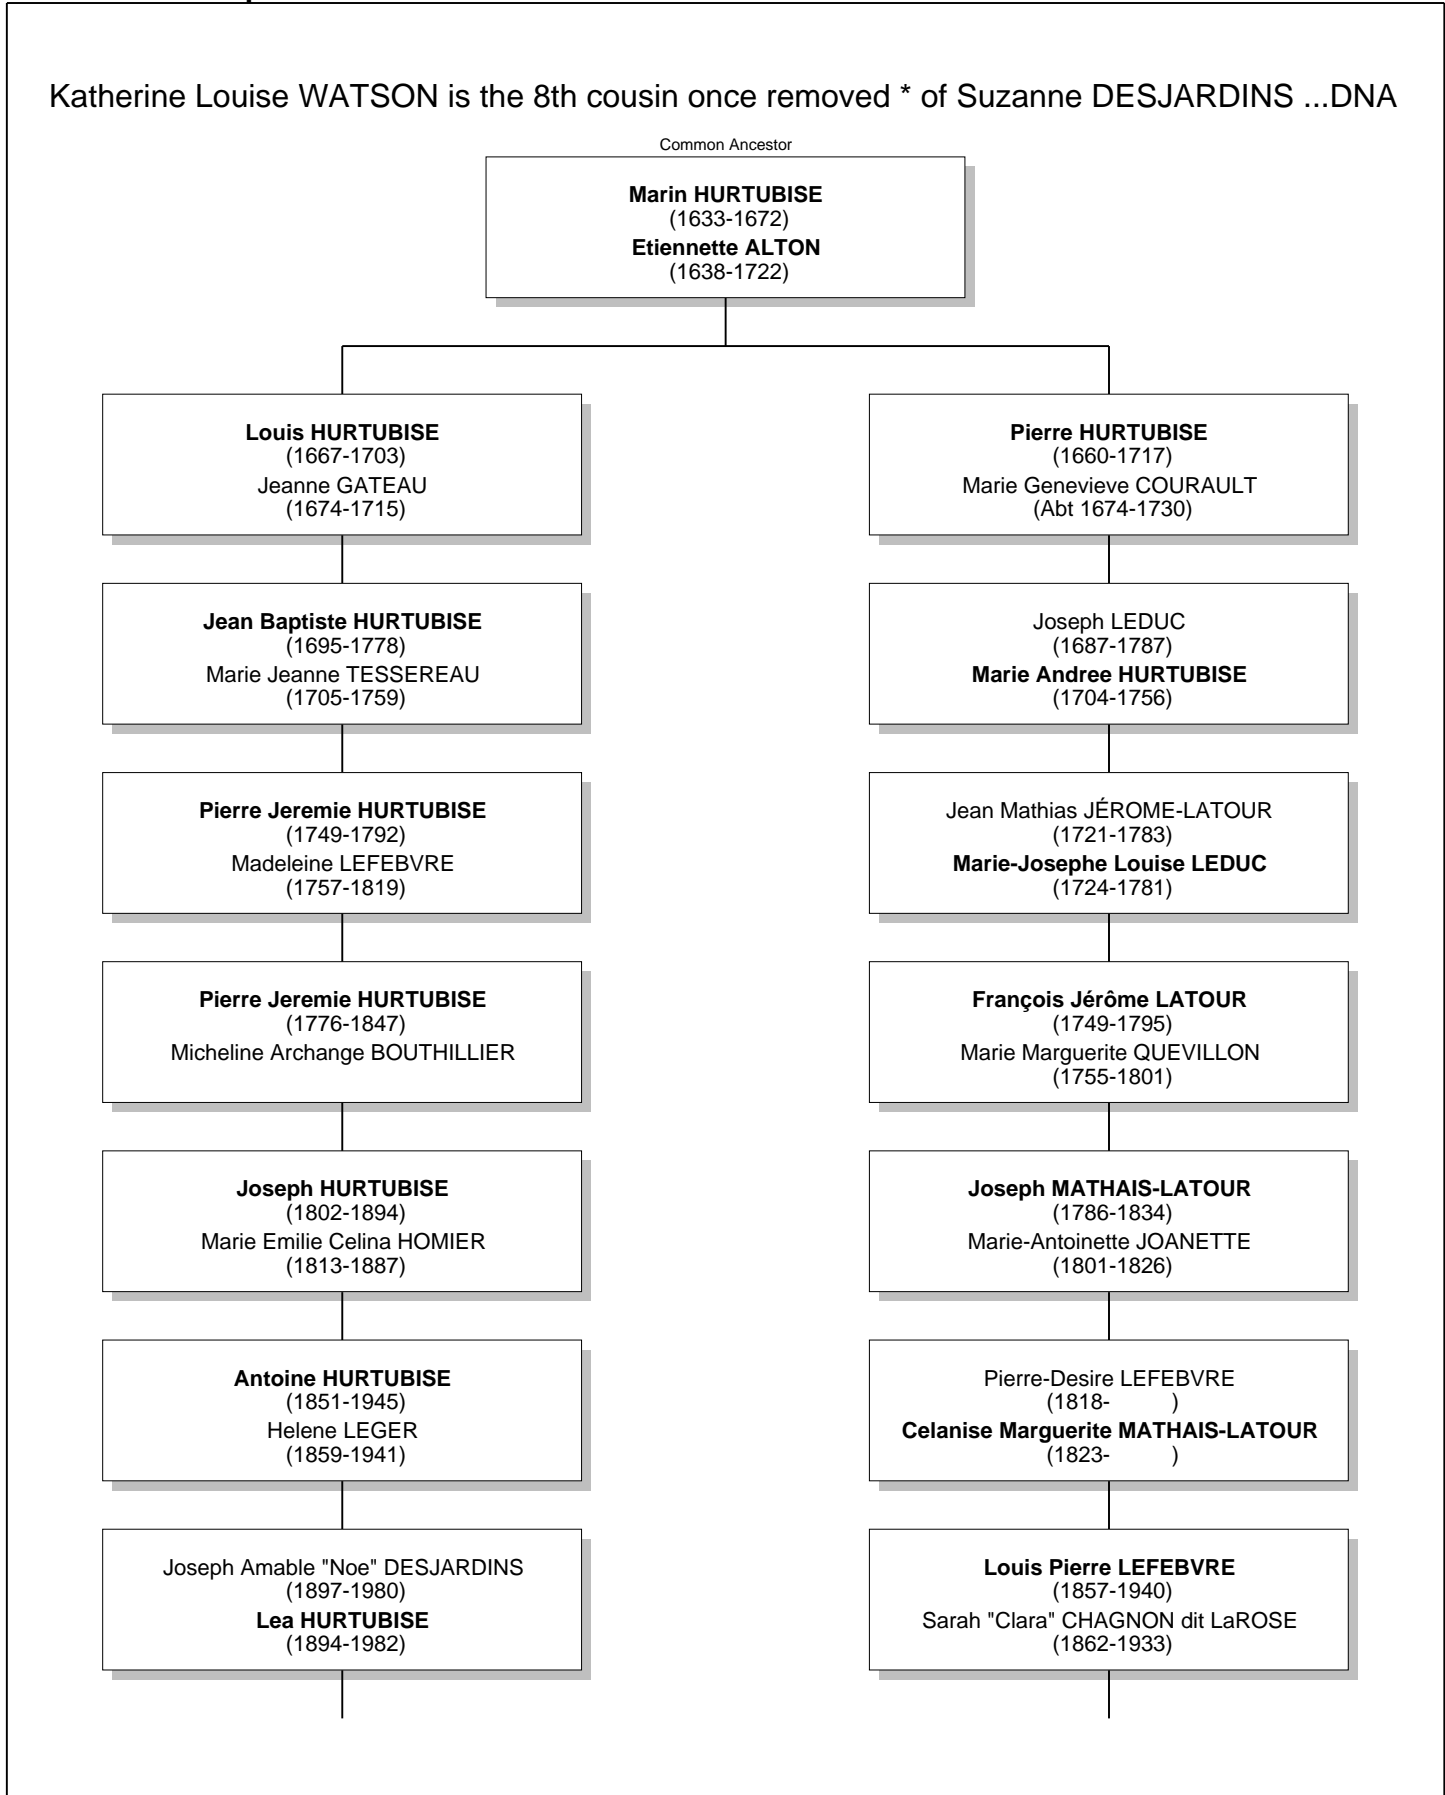 Katherine Louise WATSON is the 8th cousin once removed * of Suzanne DESJARDINS ...DNA
Common Ancestor
Marin HURTUBISE
(1633-1672)
Etiennette ALTON
(1638-1722)
Louis HURTUBISE
(1667-1703)
Jeanne GATEAU
(1674-1715)
Pierre HURTUBISE
(1660-1717)
Marie Genevieve COURAULT
(Abt 1674-1730)
Jean Baptiste HURTUBISE
(1695-1778)
Marie Jeanne TESSEREAU
(1705-1759)
Joseph LEDUC
(1687-1787)
Marie Andree HURTUBISE
(1704-1756)
Pierre Jeremie HURTUBISE
(1749-1792)
Madeleine LEFEBVRE
(1757-1819)
Jean Mathias JÉROME-LATOUR
(1721-1783)
Marie-Josephe Louise LEDUC
(1724-1781)
Pierre Jeremie HURTUBISE
(1776-1847)
Micheline Archange BOUTHILLIER
François Jérôme LATOUR
(1749-1795)
Marie Marguerite QUEVILLON
(1755-1801)
Joseph HURTUBISE
(1802-1894)
Marie Emilie Celina HOMIER
(1813-1887)
Joseph MATHAIS-LATOUR
(1786-1834)
Marie-Antoinette JOANETTE
(1801-1826)
Antoine HURTUBISE
(1851-1945)
Helene LEGER
(1859-1941)
Pierre-Desire LEFEBVRE
(1818- )
Celanise Marguerite MATHAIS-LATOUR
(1823- )
Joseph Amable "Noe" DESJARDINS
(1897-1980)
Lea HURTUBISE
(1894-1982)
Louis Pierre LEFEBVRE
(1857-1940)
Sarah "Clara" CHAGNON dit LaROSE
(1862-1933)